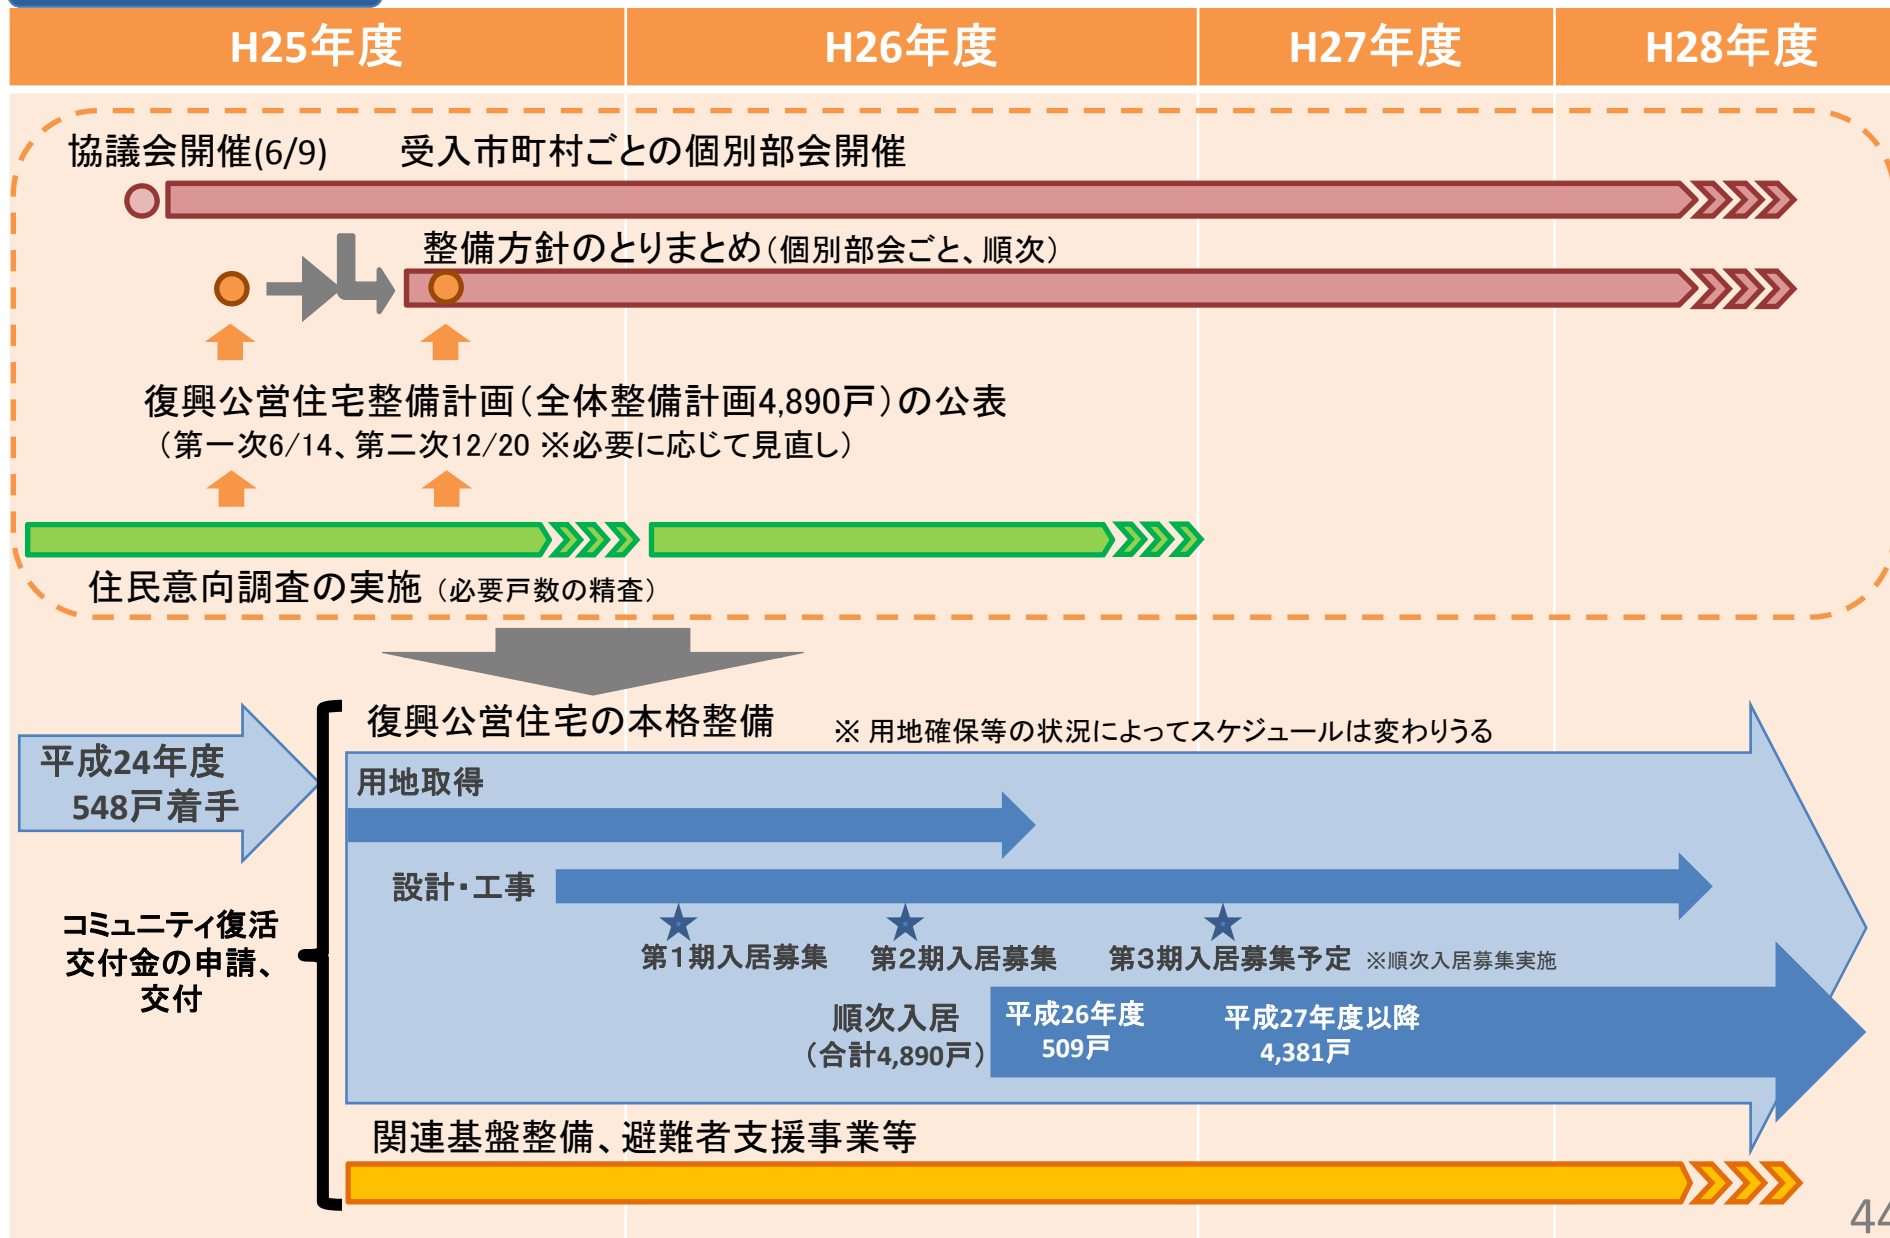 H25年度 H26年度 H27年度 H28年度
協議会開催(6/9) 受入市町村ごとの個別部会開催
整備方針のとりまとめ（個別部会ごと、順次）
復興公営住宅整備計画（全体整備計画4,890戸）の公表
（第一次6/14、第二次12/20 ※必要に応じて見直し）
住民意向調査の実施（必要戸数の精査）
平成24年度
548戸着手
コミュニティ復活
交付金の申請、
交付
復興公営住宅の本格整備 ※ 用地確保等の状況によってスケジュールは変わりうる
用地取得
設計・工事
第１期入居募集 第２期入居募集 第３期入居募集予定 ※順次入居募集実施
順次入居
（合計4,890戸）
平成26年度
509戸
平成27年度以降
4,381戸
関連基盤整備、避難者支援事業等
44